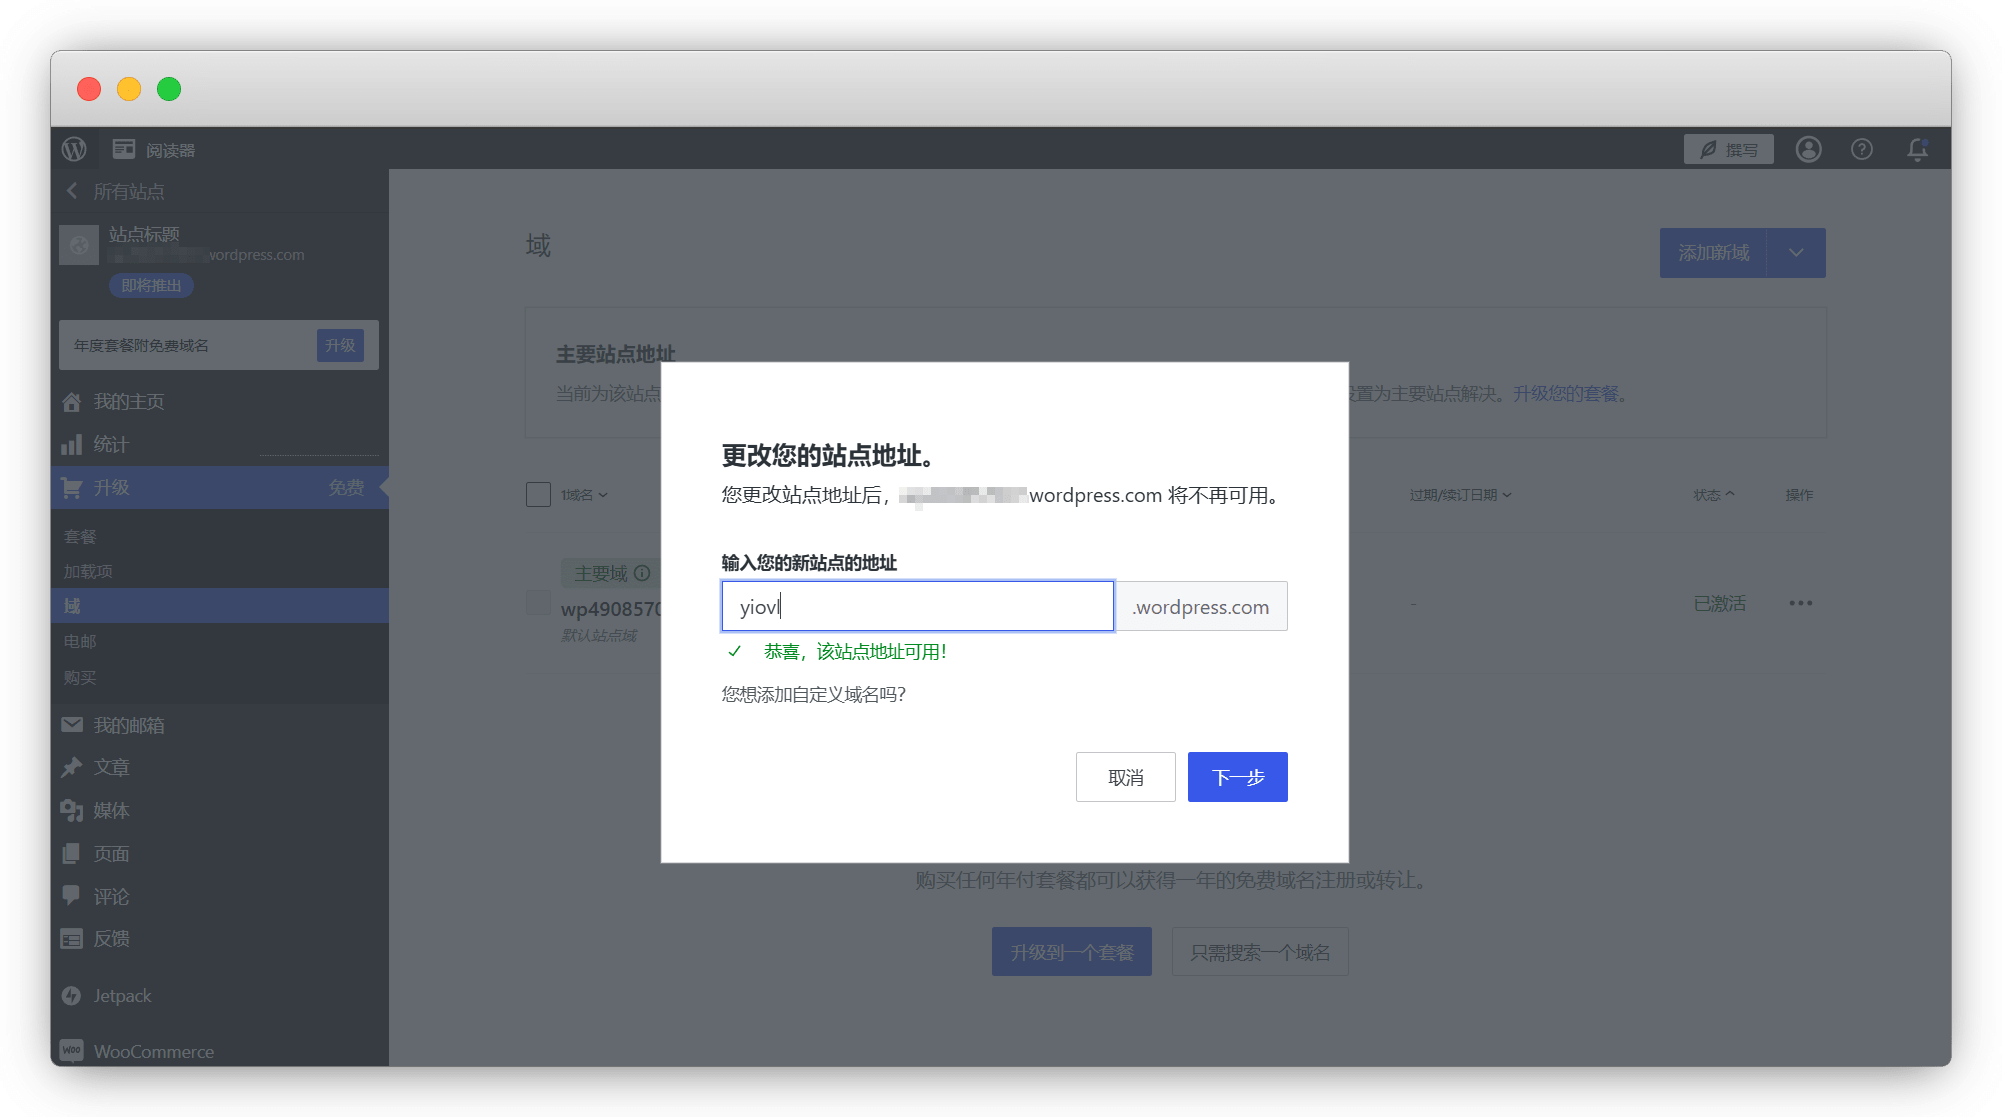 阅读器
撰写
所有站点
站点标题
wordpress.com
即将推出
年度套餐附免费域名 升级
我的主页
统计
升级 免费
套餐
加载项
域
电邮
购买
我的邮箱
文章
媒体
页面
评论
反馈
Jetpack
WooCommerce
域
添加新域
主要站点地址
当前为该站点 置为主要站点解决。升级您的套餐。
1域名 过期/续订日期 状态 操作
主要域
wp4908570 - 已激活
默认站点域
更改您的站点地址。
您更改站点地址后, wordpress.com 将不再可用。
输入您的新站点的地址
yiovl .wordpress.com
恭喜,该站点地址可用!
您想添加自定义域名吗?
取消 下一步
购买任何年付套餐都可以获得一年的免费域名注册或转让。
升级到一个套餐 只需搜索一个域名